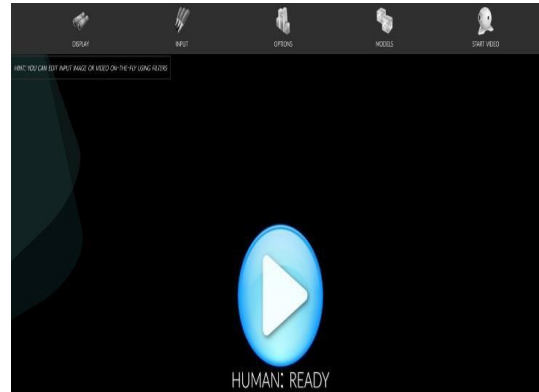 DISPLAY
INPUT
OPTIONS
MODELS
START VIDEO
HINT: YOU CAN EDIT INPUT IMAGE OR VIDEO ON-THE-FLY USING FILTERS
HUMAN: READY